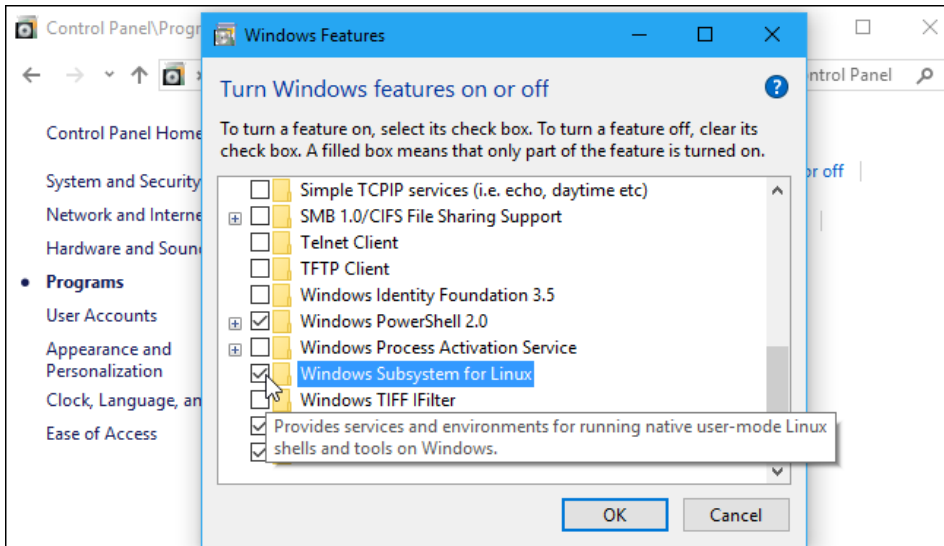 Control Panel\Progr
Windows Features
ntrol Panel
Turn Windows features on or off
To turn a feature on, select its check box. To turn a feature off, clear its
check box. A filled box means that only part of the feature is turned on.
Control Panel Home
System and Security
Network and Interne
Hardware and Soun
Programs
User Accounts
Appearance and
Personalization
Clock, Language, an
Ease of Access
or off
Simple TCPIP services (i.e. echo, daytime etc)
SMB 1.0/CIFS File Sharing Support
Telnet Client
TFTP Client
Windows Identity Foundation 3.5
Windows PowerShell 2.0
Windows Process Activation Service
Windows Subsystem for Linux
Windows TIFF IFilter
Provides services and environments for running native user-mode Linux
shells and tools on Windows.
OK
Cancel